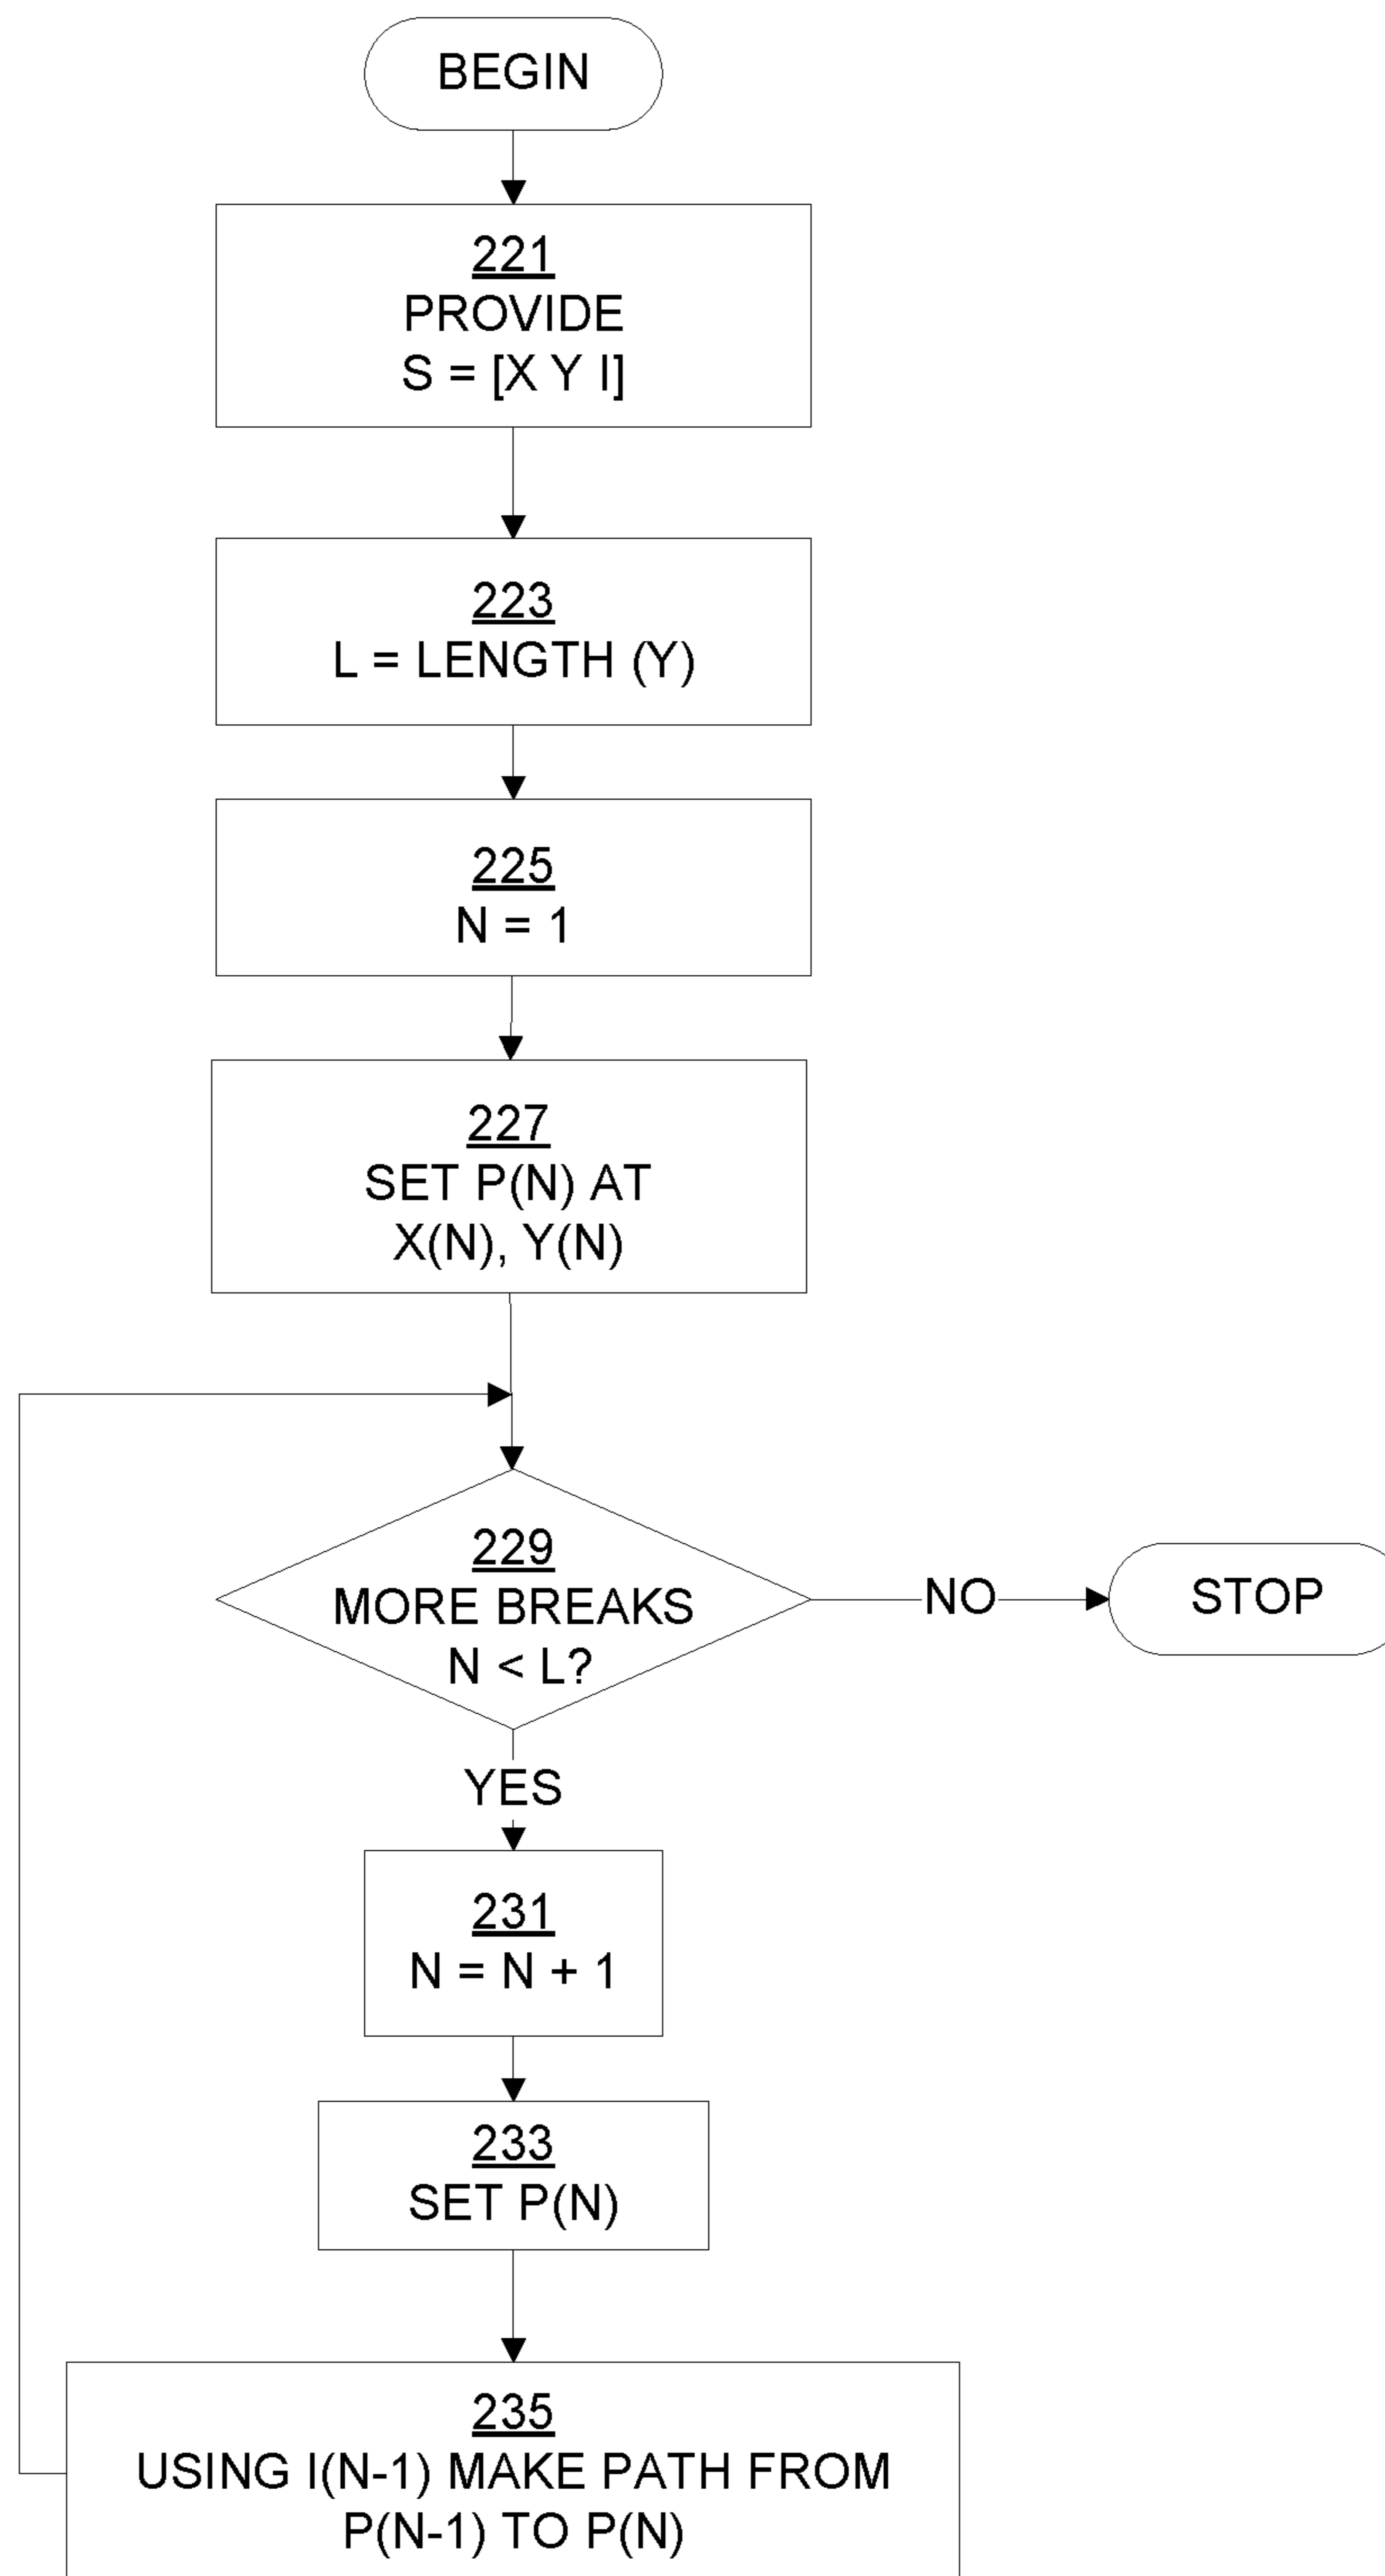 BEGIN
221
PROVIDE
S = [X Y I]
223
L = LENGTH (Y)
225
N = 1
227
SET P(N) AT
X(N), Y(N)
229
MORE BREAKS
N < L?
NO
STOP
YES
231
N = N + 1
233
SET P(N)
235
USING I(N-1) MAKE PATH FROM
P(N-1) TO P(N)